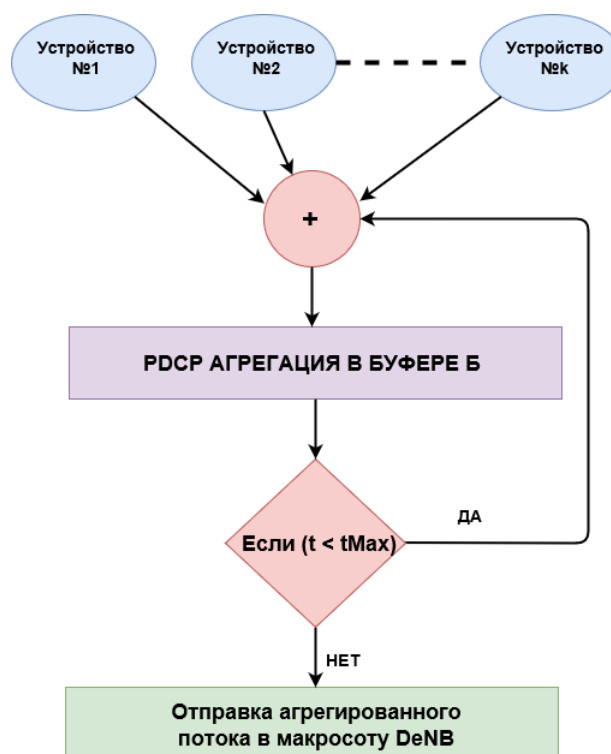 Устройство
№1
Устройство
№2
Устройство
№k
+
PDCP АГРЕГАЦИЯ В БУФЕРЕ Б
Если (t < tMax)
ДА
НЕТ
Отправка агрегированного
потока в макросоту DeNB